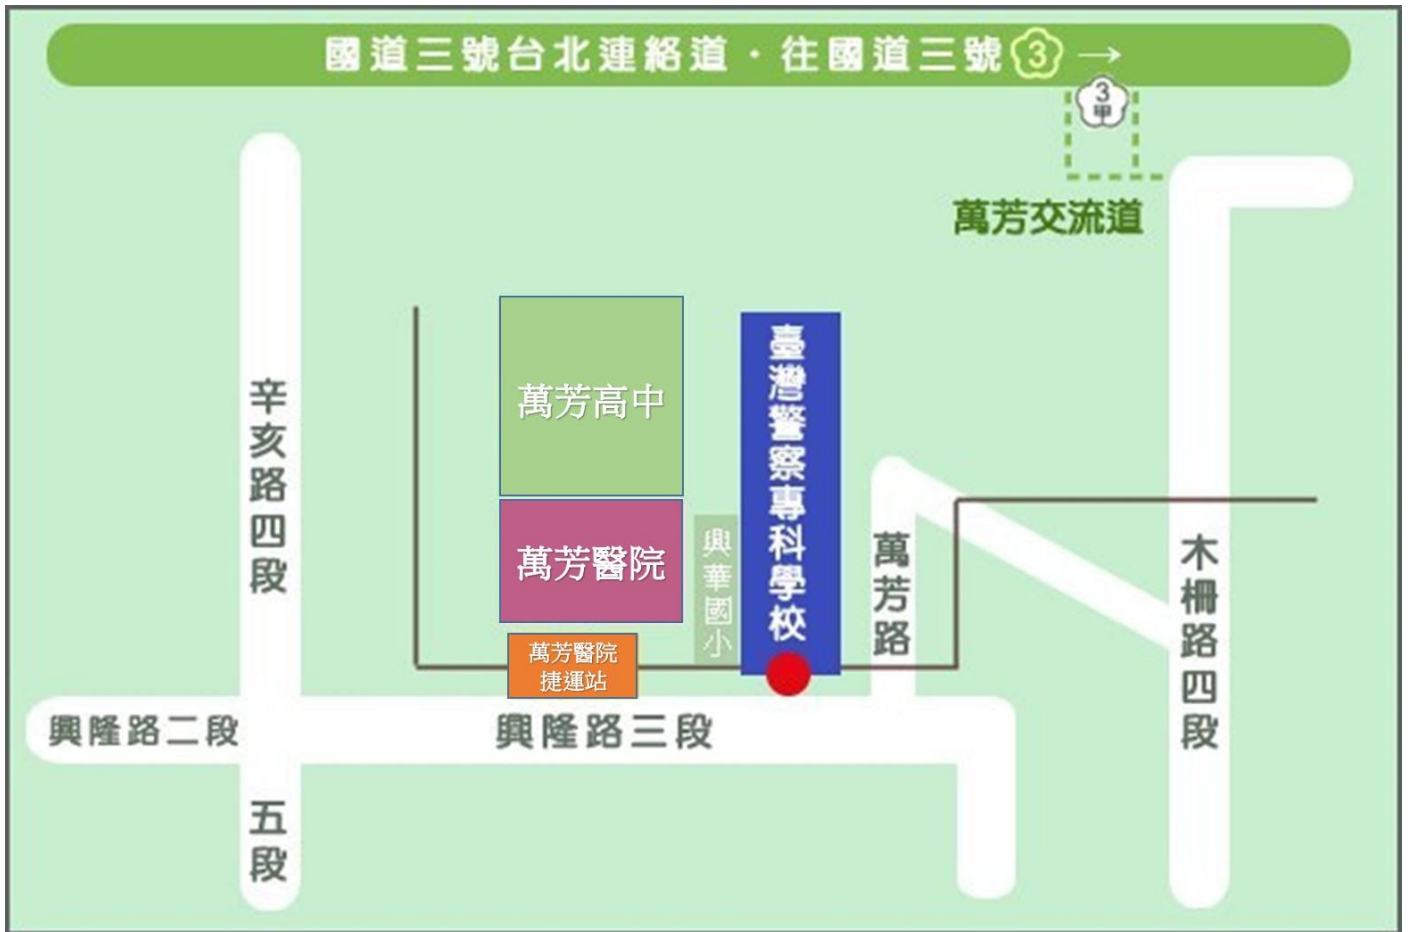 國道三號台北連絡道・往國道三號3→
3
甲
萬芳交流道
辛亥路四段
萬芳高中
萬芳醫院
萬芳醫院
捷運站
興華國小
臺灣警察專科學校
萬芳路
木柵路四段
興隆路二段
興隆路三段
五段